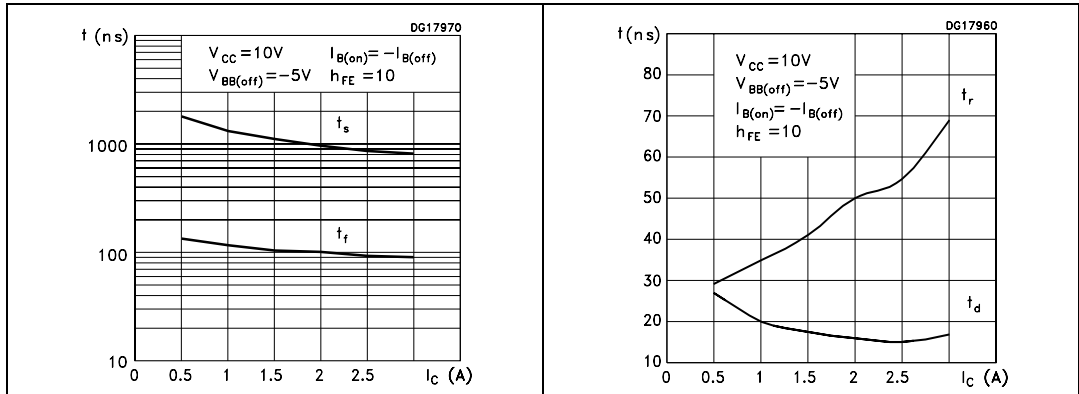 DG17970
t (ns)
V_CC=10V I_B(on)=-I_B(off)
V_BB(off)=-5V h_FE=10
t_s
1000
t_f
100
10
0 0.5 1 1.5 2 2.5 I_C (A)
DG17960
t(ns)
V_CC=10V
V_BB(off)=-5V
I_B(on)=-I_B(off)
h_FE=10
t_r
80
70
60
50
40
30
t_d
20
10
0 0.5 1 1.5 2 2.5 I_C (A)